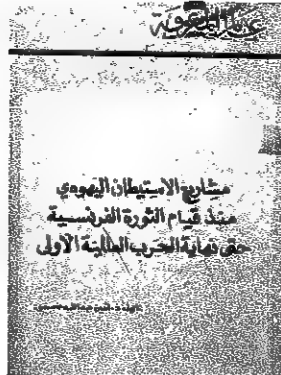 عالم المعرفة
مشاريع الاستيطان اليهودي
منذ قيام الثورة الفرنسية
حتى نهاية الحرب العالمية الأولى